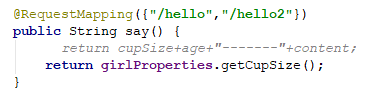 @RequestMapping({"/hello","/hello2"})
public String say() {
return cupSize+age+"-------"+content;
return girlProperties.getCupSize();
}